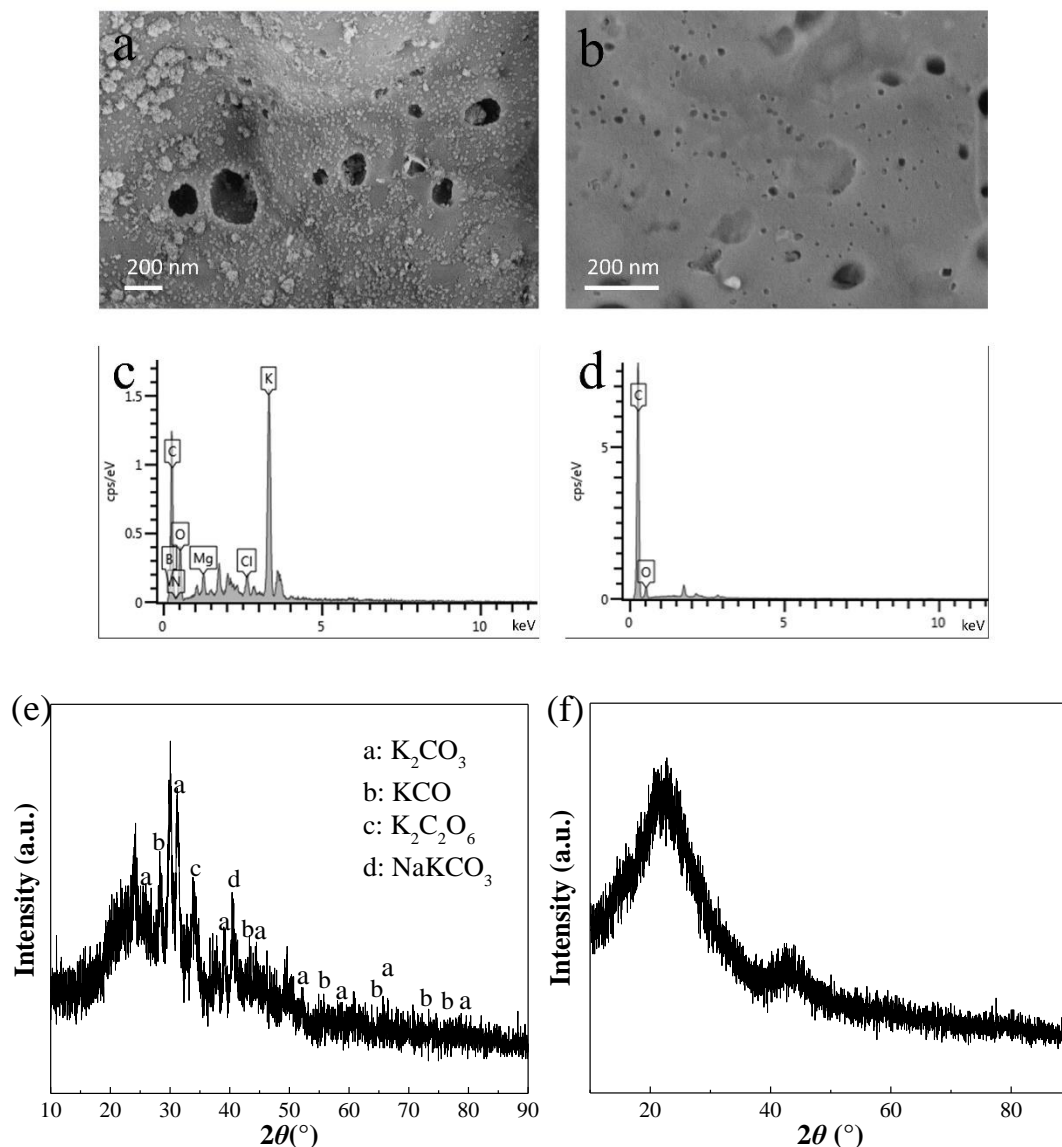 a
200 nm
b
200 nm
c
cps/eV
1.5
1
0.5
0
C
O
B
N
Mg
Cl
K
0
5
10
keV
d
cps/eV
5
0
C
O
0
5
10
keV
(e)
Intensity (a.u.)
a: K₂CO₃
b: KCO
c: K₂C₂O₆
d: NaKCO₃
a
b
a
c
a
d
b
a
a
b
a
b
a
b
b
a
10
20
30
40
50
60
70
80
90
2θ(°)
(f)
Intensity (a.u.)
20
40
60
80
2θ (°)